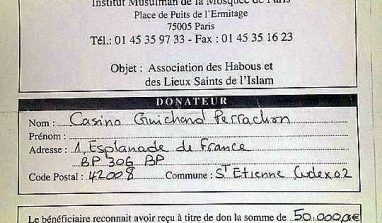 Institut Musulman de la Mosquée de Paris
Place de Puits de l'Ermitage
75005 Paris
Tél.: 01 45 35 97 33 - Fax : 01 45 35 16 23
Objet : Association des Habous et
des Lieux Saints de l'Islam
DONATEUR
Nom : Casino Guichand Perrachon
Prénom :
Adresse : 1, Esplanade de France
BP 306 BP
Code Postal : 42008 Commune : St Etienne Cedex 02
Le bénéficiaire reconnait avoir reçu à titre de don la somme de 50.000,00€